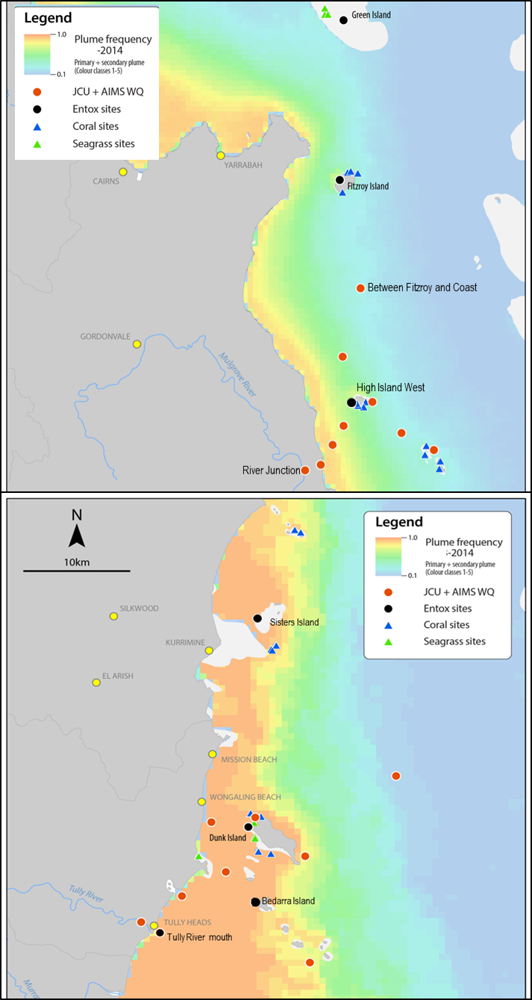 Legend
1.0
Plume frequency
-2014
Primary + secondary plume
(Colour classes 1-5)
0.1
JCU + AIMS WQ
Entox sites
Coral sites
Seagrass sites
Green Island
YARRABAH
CAIRNS
Fitzroy Island
Between Fitzroy and Coast
GORDONVALE
Mulgrave River
High Island West
River Junction
N
10km
Legend
1.0
Plume frequency
-2014
Primary + secondary plume
(Colour classes 1-5)
0.1
JCU + AIMS WQ
Entox sites
Coral sites
Seagrass sites
SILKWOOD
Sisters Island
KURRIMINE
EL ARISH
MISSION BEACH
WONGALING BEACH
Dunk Island
Tully River
Bedarra Island
TULLY HEADS
Tully River mouth